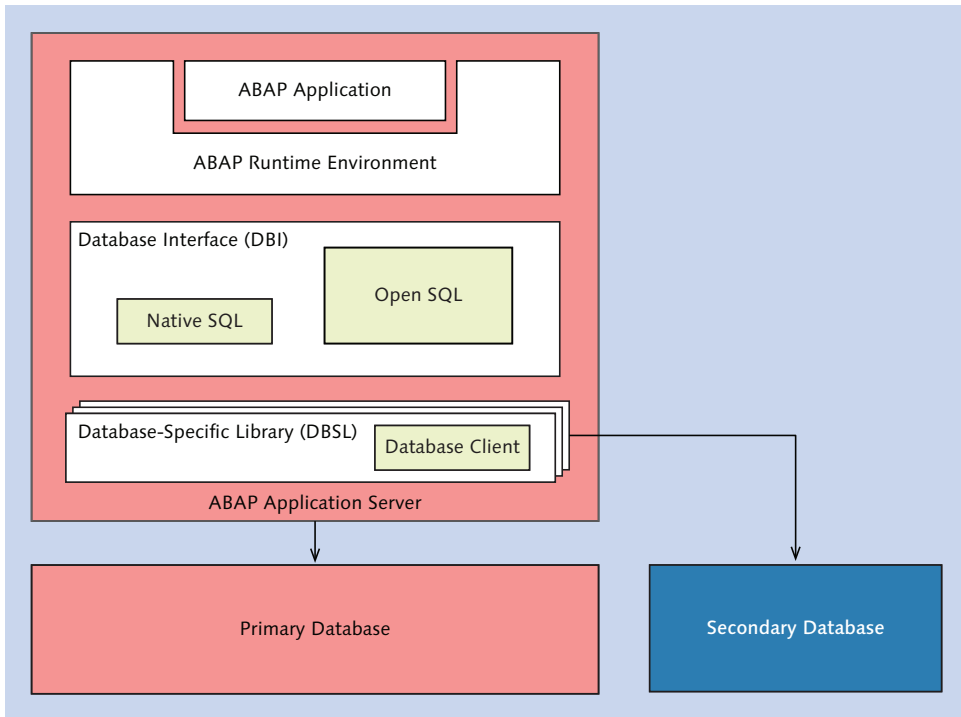 ABAP Application
ABAP Runtime Environment
Database Interface (DBI)
Open SQL
Native SQL
Database-Specific Library (DBSL)
Database Client
ABAP Application Server
Primary Database
Secondary Database